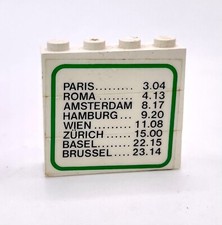 PARIS......... 3.04
ROMA ........ 4.13
AMSTERDAM 8.17
HAMBURG ... 9.20
WIEN .......... 11.08
ZÜRICH ...... 15.00
BASEL........ 22.15
BRUSSEL.... 23.14